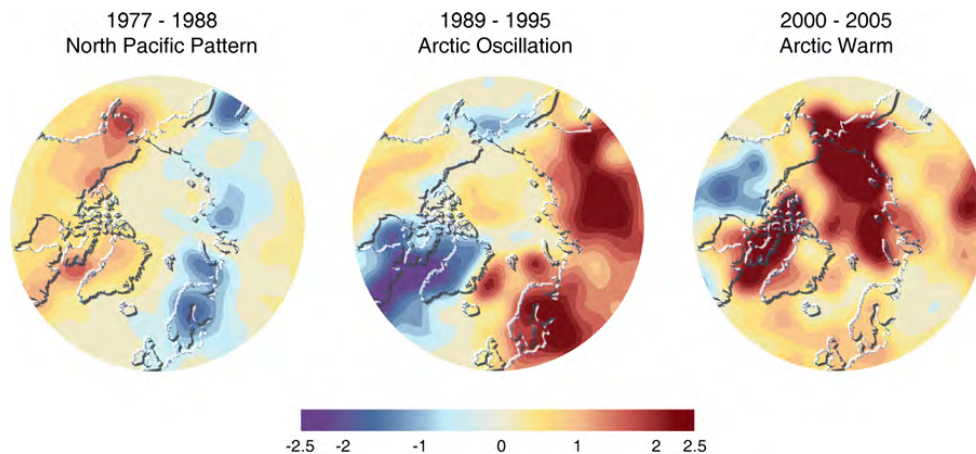 1977 - 1988
North Pacific Pattern
1989 - 1995
Arctic Oscillation
2000 - 2005
Arctic Warm
-2.5 -2 -1 0 1 2 2.5